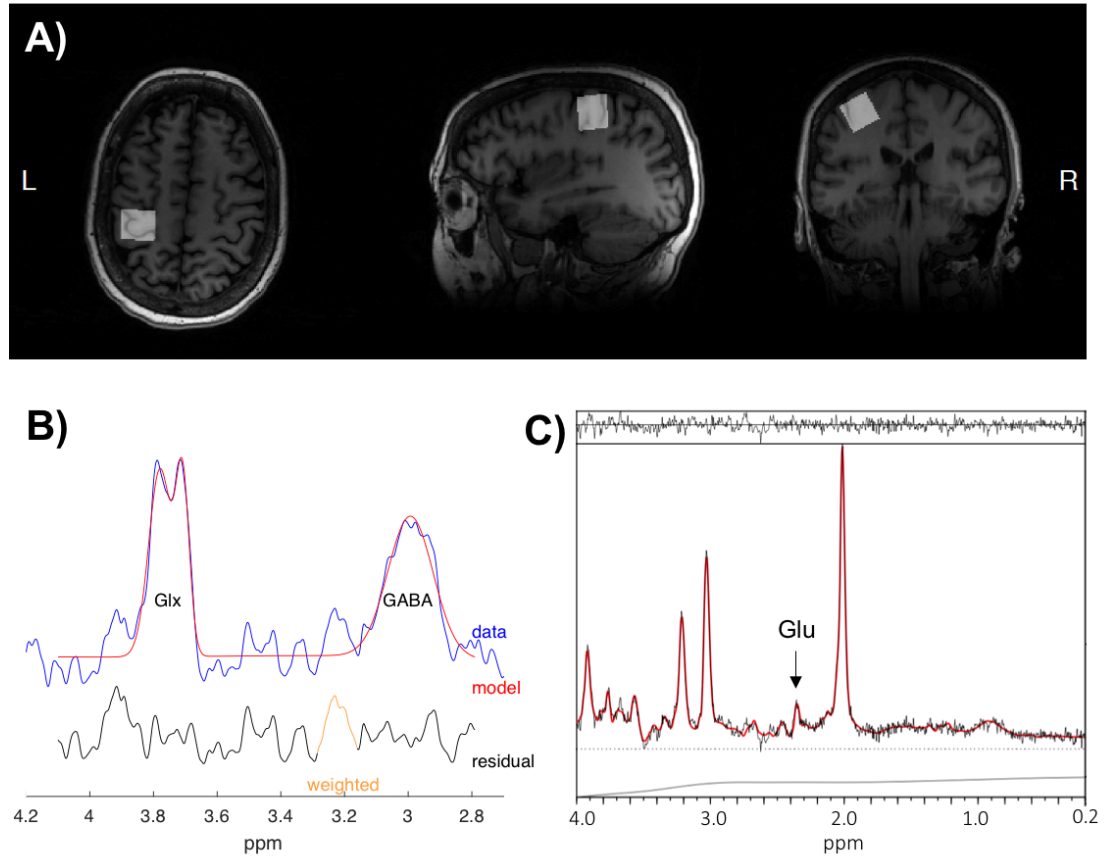 A)
L
R
B)
Glx
GABA
data
model
residual
weighted
4.2 4 3.8 3.6 3.4 3.2 3 2.8
ppm
C)
Glu
4.0 3.0 2.0 1.0 0.2
ppm